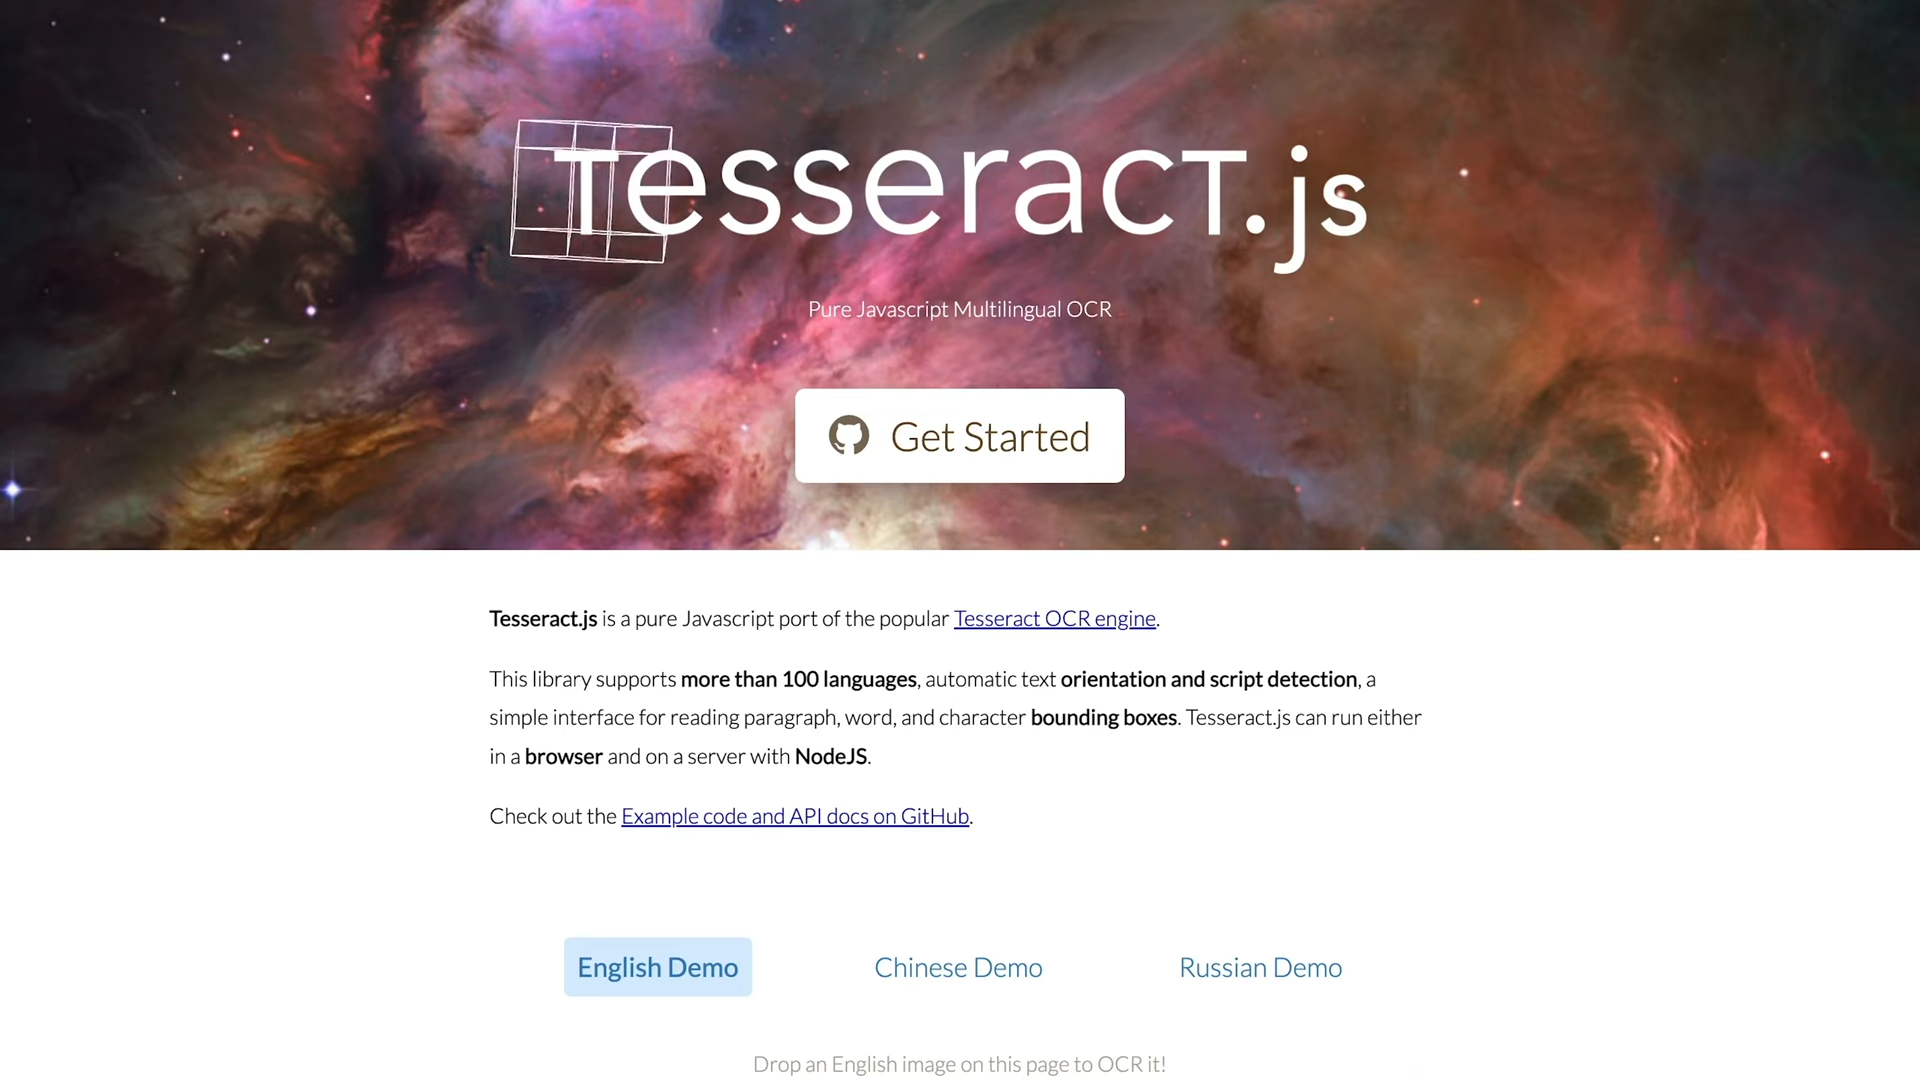 Tesseract.js
Pure Javascript Multilingual OCR
Get Started
Tesseract.js is a pure Javascript port of the popular Tesseract OCR engine.
This library supports more than 100 languages, automatic text orientation and script detection, a
simple interface for reading paragraph, word, and character bounding boxes. Tesseract.js can run either
in a browser and on a server with NodeJS.
Check out the Example code and API docs on GitHub.
English Demo
Chinese Demo
Russian Demo
Drop an English image on this page to OCR it!